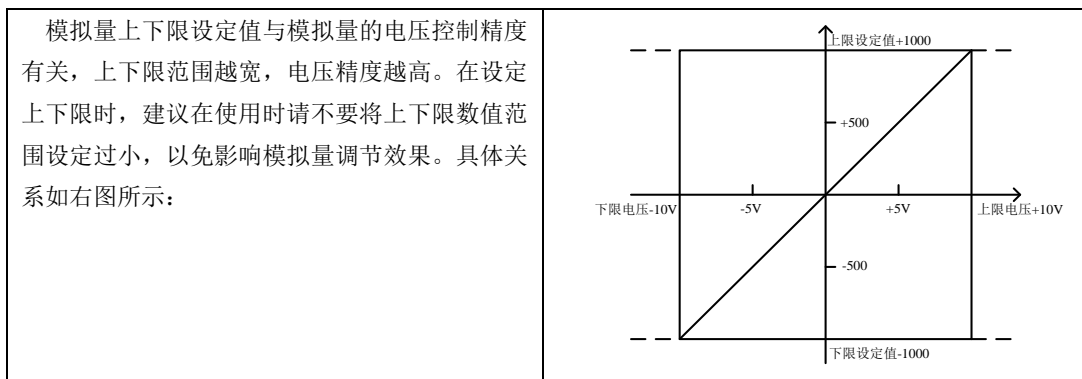 模拟量上下限设定值与模拟量的电压控制精度
有关，上下限范围越宽，电压精度越高。在设定
上下限时，建议在使用时请不要将上下限数值范
围设定过小，以免影响模拟量调节效果。具体关
系如右图所示：
上限设定值+1000
+500
下限电压-10V
-5V
+5V
上限电压+10V
-500
下限设定值-1000